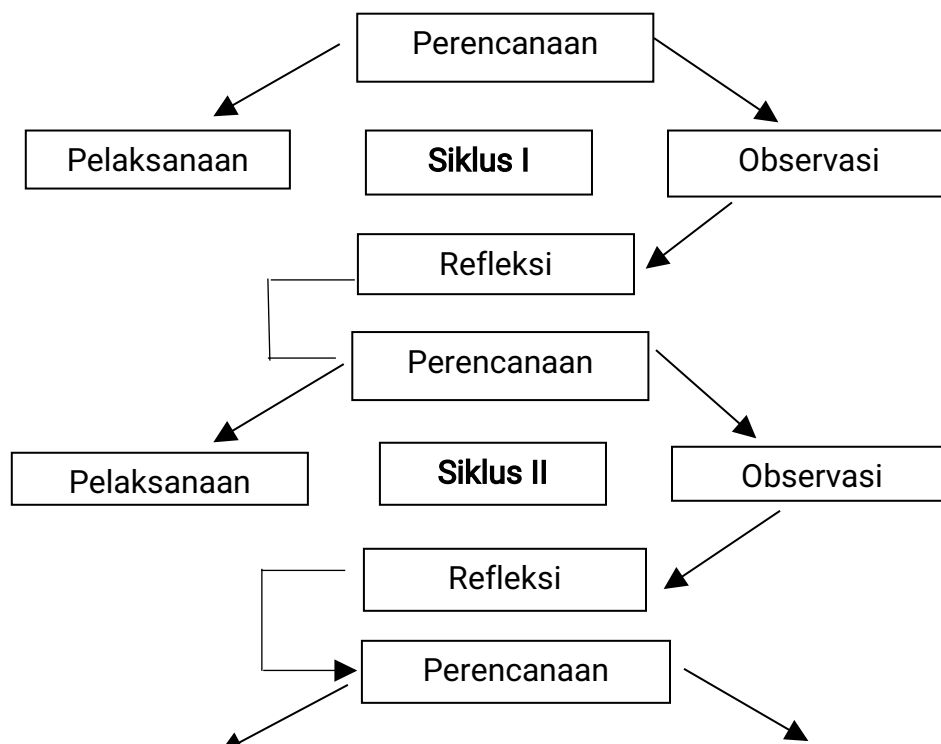 Perencanaan
Pelaksanaan
Siklus I
Observasi
Refleksi
Perencanaan
Pelaksanaan
Siklus II
Observasi
Refleksi
Perencanaan